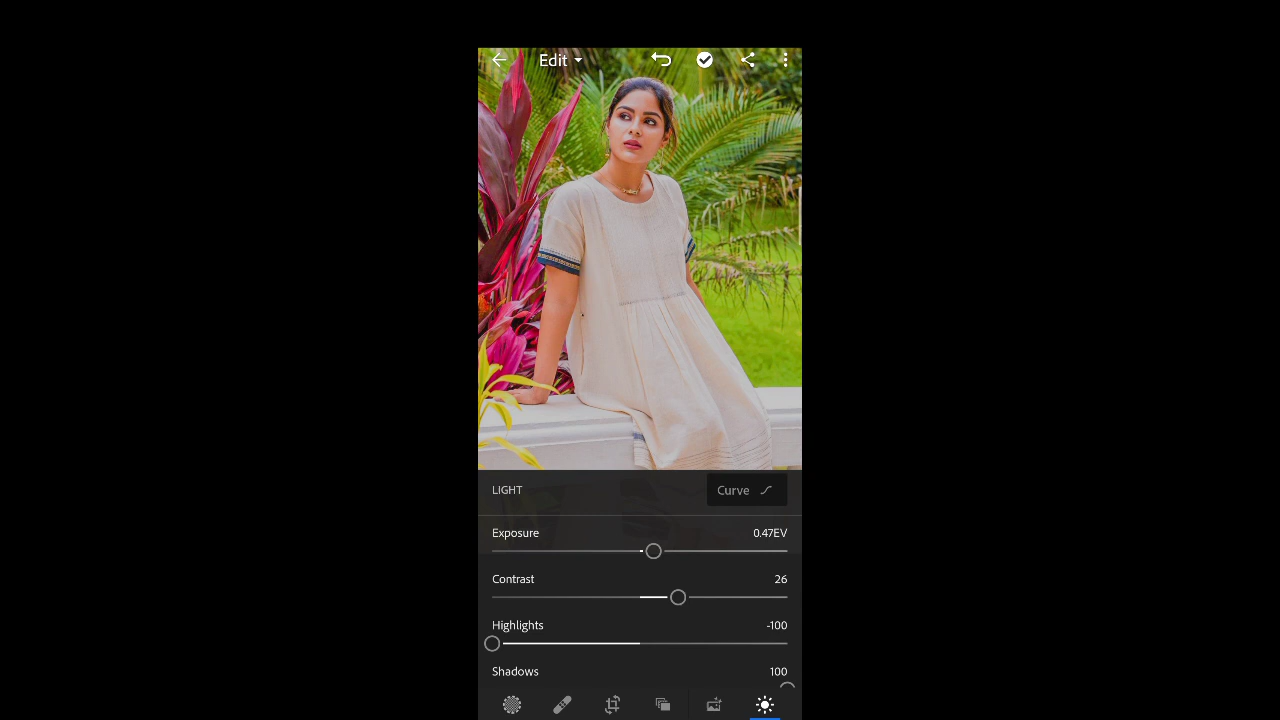 Edit
LIGHT
Curve
Exposure 0.47EV
Contrast 26
Highlights -100
Shadows 100